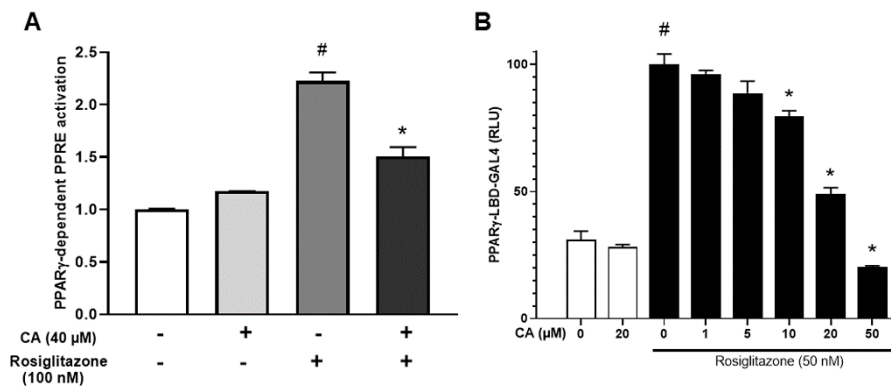 A
PPARγ-dependent PPRE activation
2.5
2.0
1.5
1.0
0.5
0.0
#
*
CA (40 µM) - + - +
Rosiglitazone - - + +
(100 nM)
B
PPARγ-LBD-GAL4 (RLU)
100
50
0
#
*
*
*
CA (µM) 0 20 0 1 5 10 20 50
Rosiglitazone (50 nM)